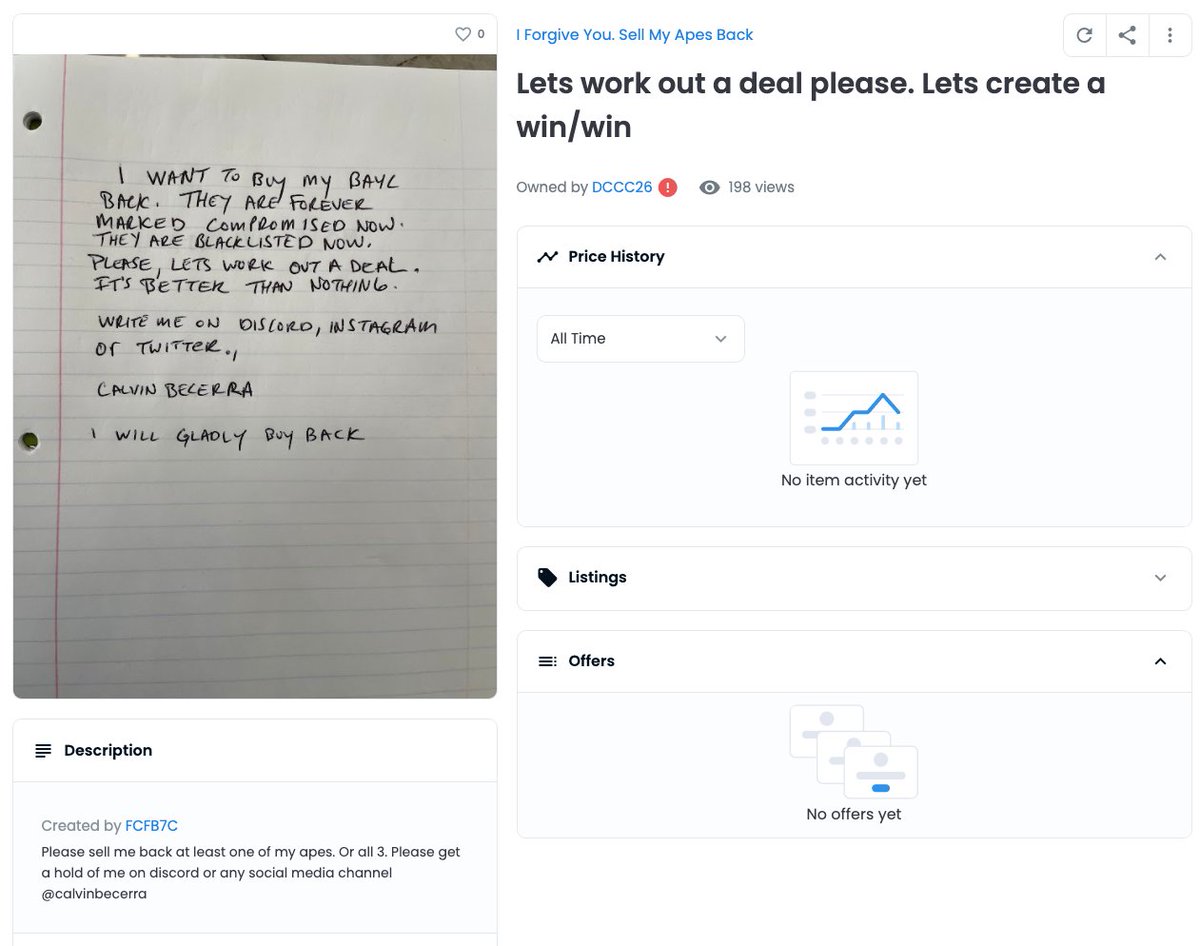 0
I WANT TO BUY MY BAYC
BACK. THEY ARE FOREVER
MARKED COMPROMISED NOW.
THEY ARE BLACKLISTED NOW.
PLEASE, LETS WORK OUT A DEAL.
IT'S BETTER THAN NOTHING.
WRITE ME ON DISCORD, INSTAGRAM
OR TWITTER.,
CALVIN BECERRA
I WILL GLADLY BUY BACK
Description
Created by FCFB7C
Please sell me back at least one of my apes. Or all 3. Please get
a hold of me on discord or any social media channel
@calvinbecerra
I Forgive You. Sell My Apes Back
Lets work out a deal please. Lets create a
win/win
Owned by DCCC26 ! 198 views
Price History
All Time
No item activity yet
Listings
Offers
No offers yet